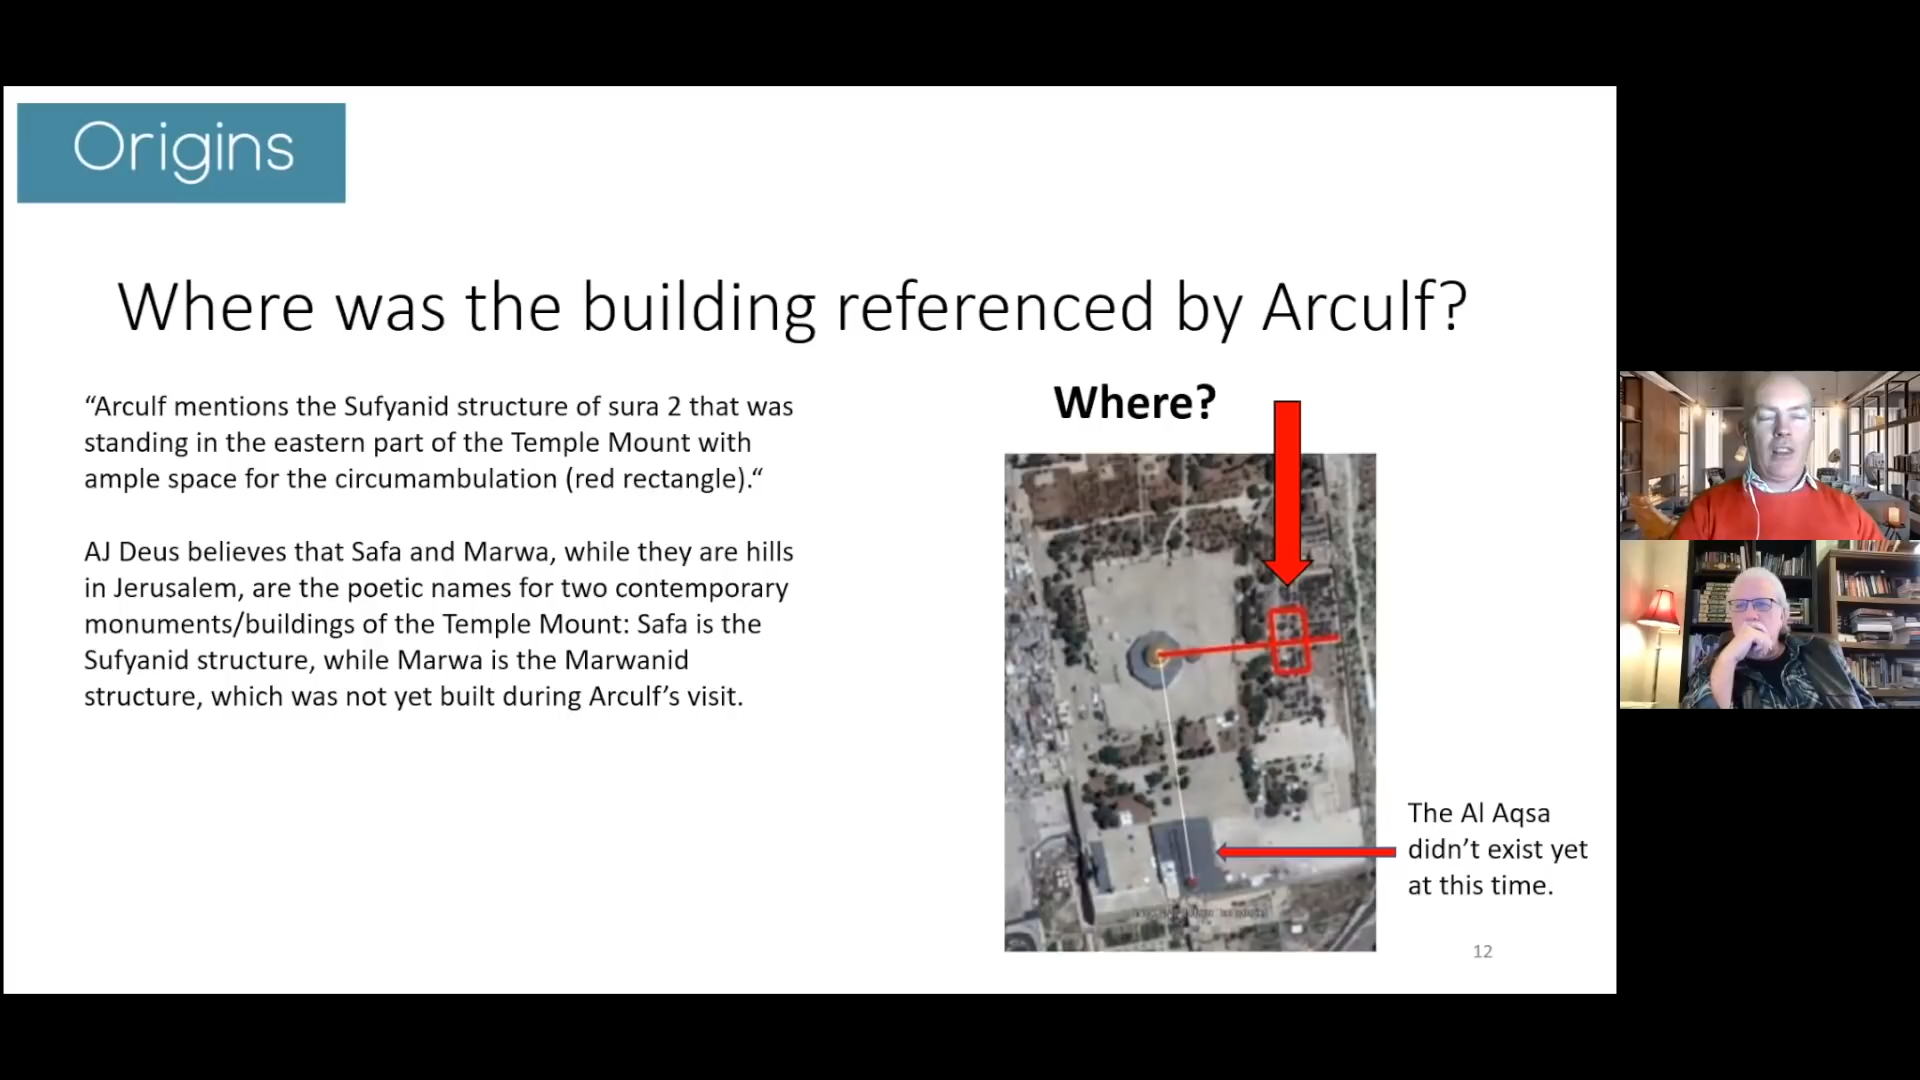 Origins
Where was the building referenced by Arculf?
“Arculf mentions the Sufyanid structure of sura 2 that was
standing in the eastern part of the Temple Mount with
ample space for the circumambulation (red rectangle).“
AJ Deus believes that Safa and Marwa, while they are hills
in Jerusalem, are the poetic names for two contemporary
monuments/buildings of the Temple Mount: Safa is the
Sufyanid structure, while Marwa is the Marwanid
structure, which was not yet built during Arculf’s visit.
Where?
The Al Aqsa
didn’t exist yet
at this time.
12